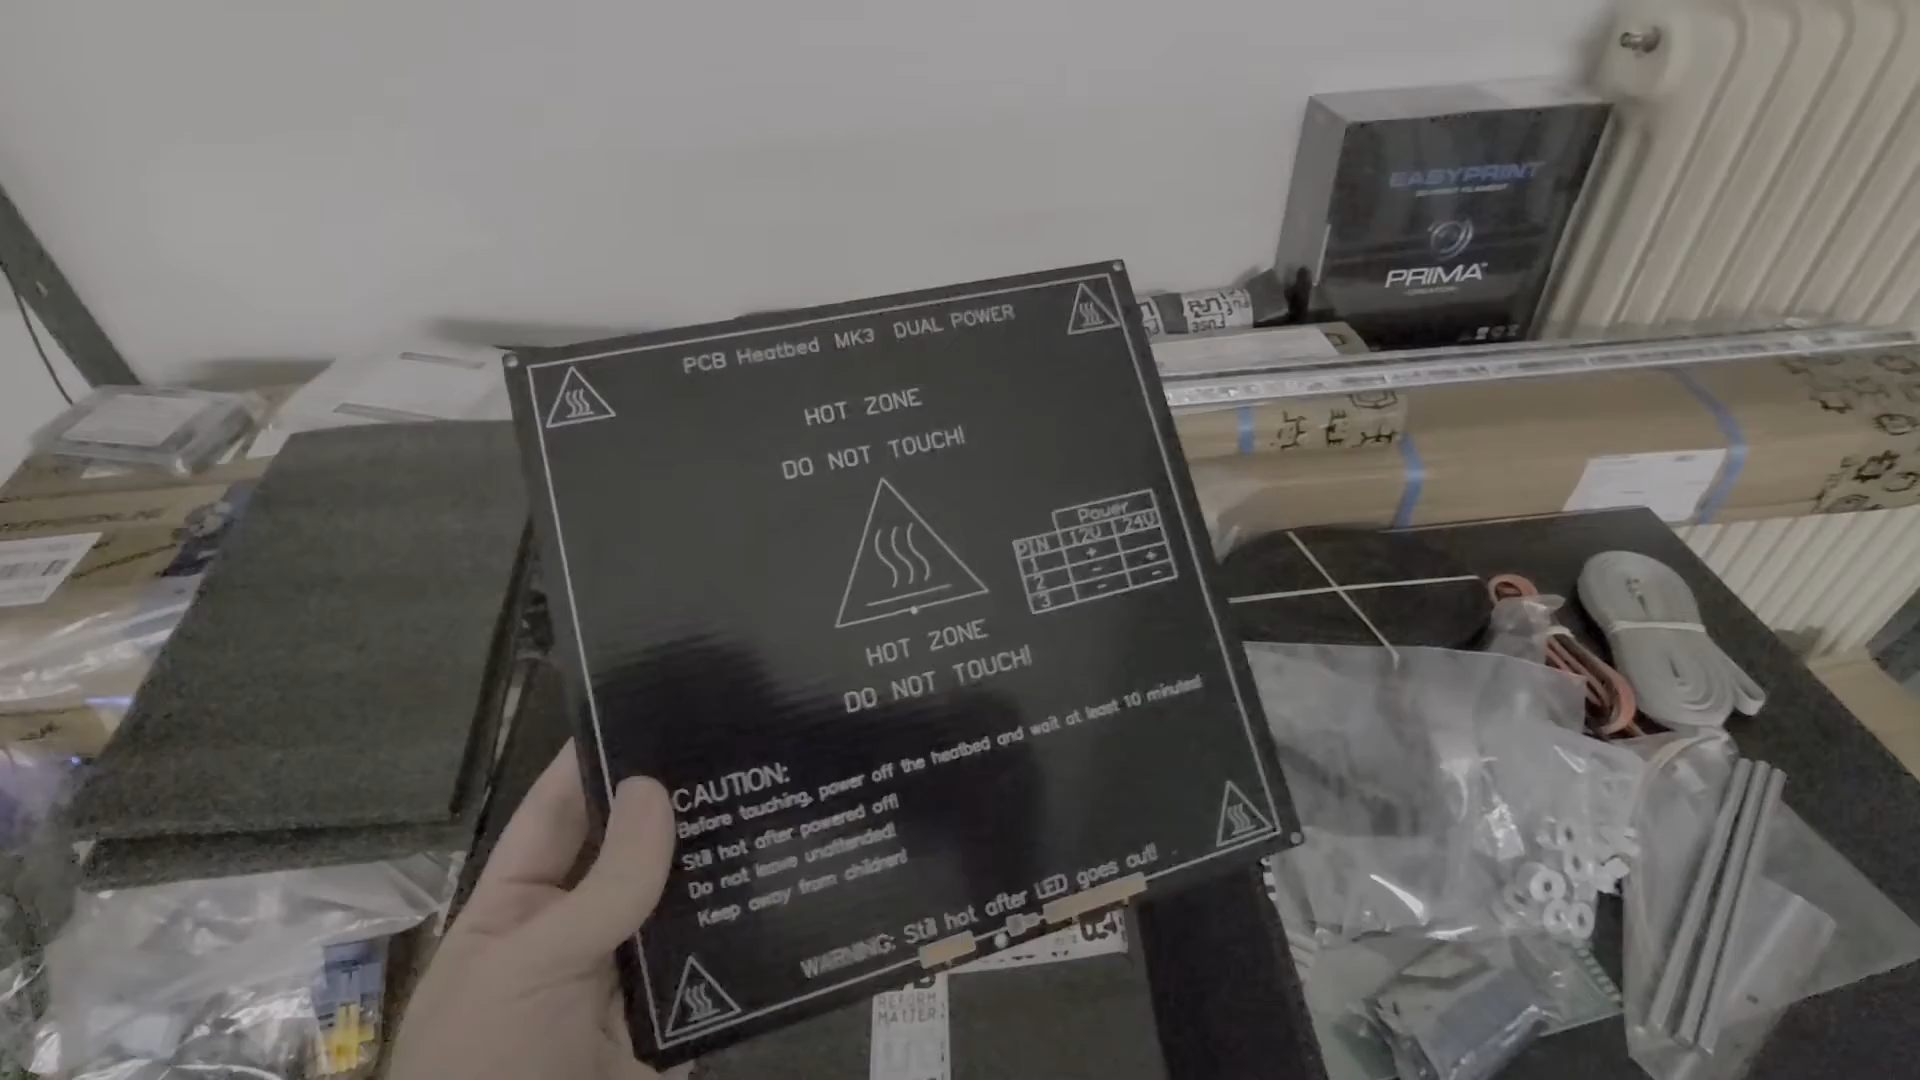 EASYPRINT
PRIMA
PCB Heatbed MK3 DUAL POWER
HOT ZONE
DO NOT TOUCH!
Power
PIN 12V 24V
1 +
2 - +
3 - -
HOT ZONE
DO NOT TOUCH!
CAUTION:
Before touching, power off the heatbed and wait at least 10 minutes!
Still hot after powered off!
Do not leave unattended!
Keep away from children!
WARNING: Still hot after LED goes out!
REFORM
MATTER